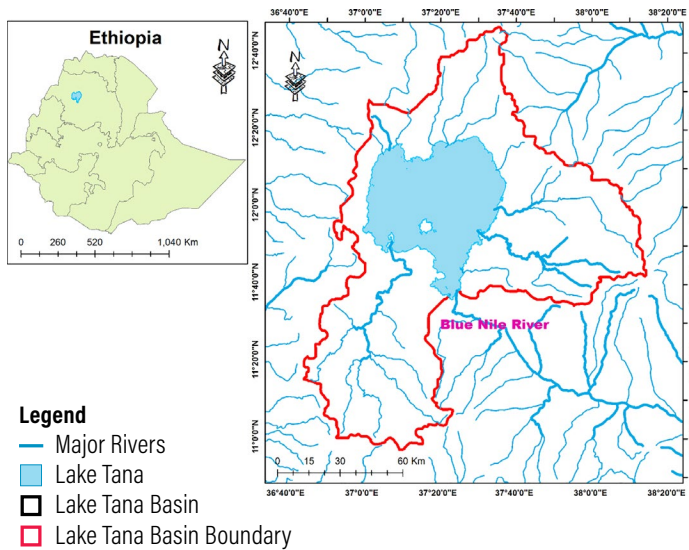 Ethiopia
N
0 260 520 1,040 Km
36°40'0"E 37°0'0"E 37°20'0"E 37°40'0"E 38°0'0"E 38°20'0"E
N
12°40'0"N
12°20'0"N
12°0'0"N
11°40'0"N
11°20'0"N
11°0'0"N
Blue Nile River
0 15 30 60 Km
36°40'0"E 37°0'0"E 37°20'0"E 37°40'0"E 38°0'0"E 38°20'0"E
Legend
Major Rivers
Lake Tana
Lake Tana Basin
Lake Tana Basin Boundary